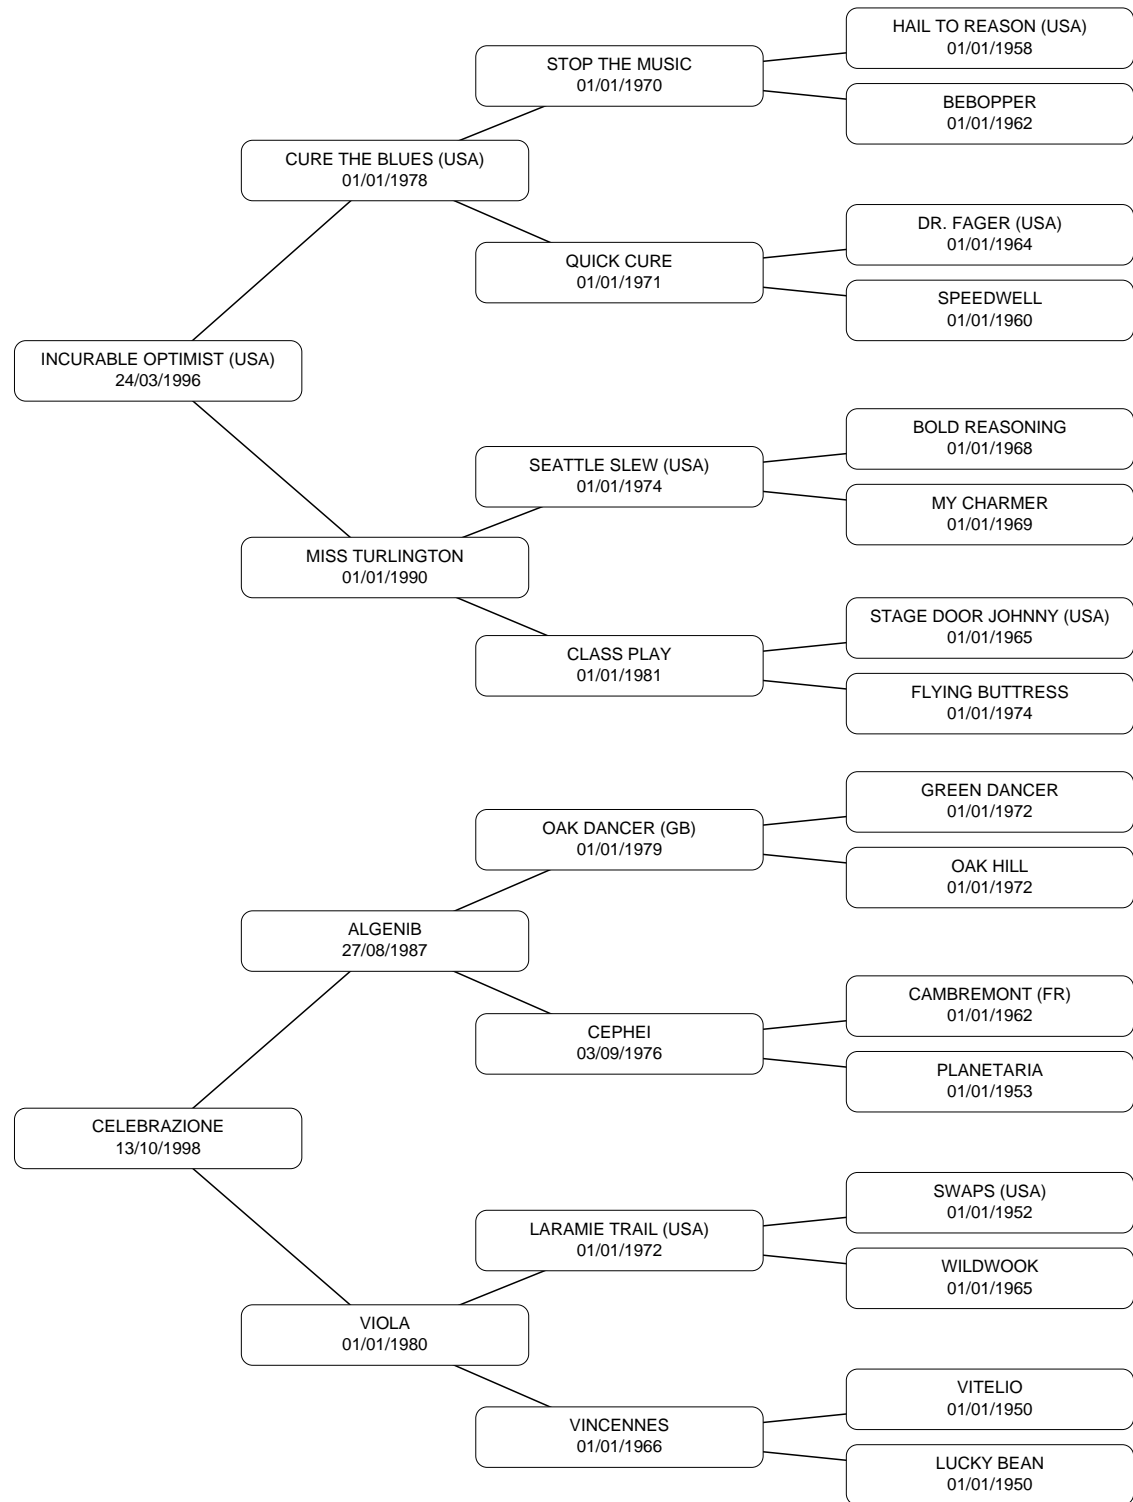 HAIL TO REASON (USA)
01/01/1958
STOP THE MUSIC
01/01/1970
BEBOPPER
01/01/1962
CURE THE BLUES (USA)
01/01/1978
DR. FAGER (USA)
01/01/1964
QUICK CURE
01/01/1971
SPEEDWELL
01/01/1960
INCURABLE OPTIMIST (USA)
24/03/1996
BOLD REASONING
01/01/1968
SEATTLE SLEW (USA)
01/01/1974
MY CHARMER
01/01/1969
MISS TURLINGTON
01/01/1990
STAGE DOOR JOHNNY (USA)
01/01/1965
CLASS PLAY
01/01/1981
FLYING BUTTRESS
01/01/1974
GREEN DANCER
01/01/1972
OAK DANCER (GB)
01/01/1979
OAK HILL
01/01/1972
ALGENIB
27/08/1987
CAMBREMONT (FR)
01/01/1962
CEPHEI
03/09/1976
PLANETARIA
01/01/1953
CELEBRAZIONE
13/10/1998
SWAPS (USA)
01/01/1952
LARAMIE TRAIL (USA)
01/01/1972
WILDWOOK
01/01/1965
VIOLA
01/01/1980
VITELIO
01/01/1950
VINCENNES
01/01/1966
LUCKY BEAN
01/01/1950